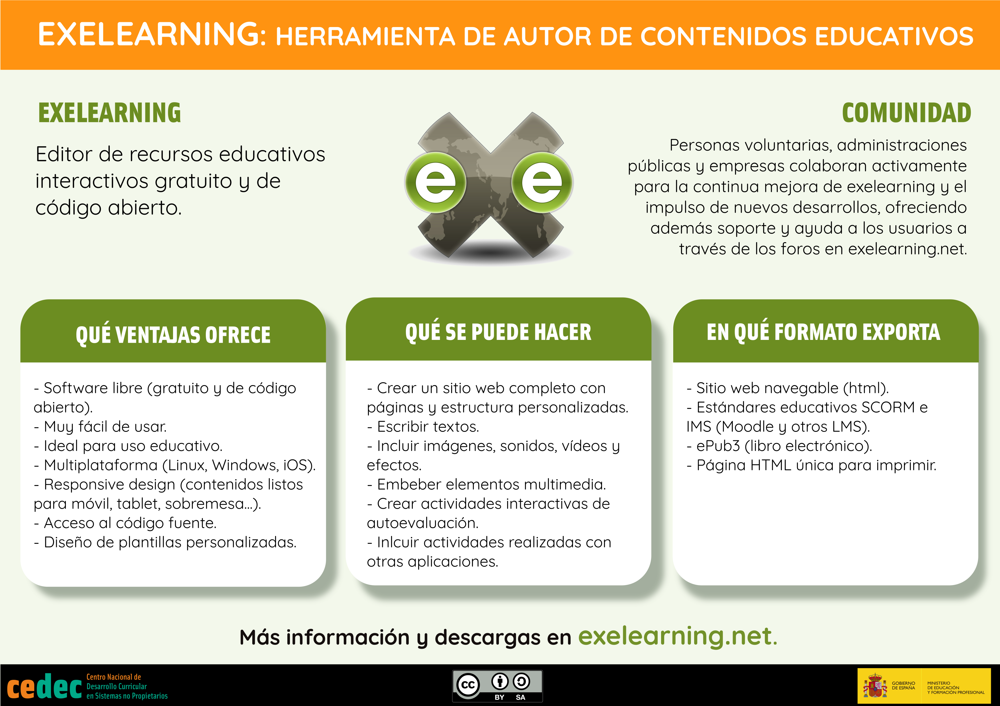 EXELEARNING: HERRAMIENTA DE AUTOR DE CONTENIDOS EDUCATIVOS
EXELEARNING
Editor de recursos educativos
interactivos gratuito y de
código abierto.
exe
COMUNIDAD
Personas voluntarias, administraciones
públicas y empresas colaboran activamente
para la continua mejora de exelearning y el
impulso de nuevos desarrollos, ofreciendo
además soporte y ayuda a los usuarios a
través de los foros en exelearning.net.
QUÉ VENTAJAS OFRECE
- Software libre (gratuito y de código
abierto).
- Muy fácil de usar.
- Ideal para uso educativo.
- Multiplataforma (Linux, Windows, iOS).
- Responsive design (contenidos listos
para móvil, tablet, sobremesa...).
- Acceso al código fuente.
- Diseño de plantillas personalizadas.
QUÉ SE PUEDE HACER
- Crear un sitio web completo con
páginas y estructura personalizadas.
- Escribir textos.
- Incluir imágenes, sonidos, vídeos y
efectos.
- Embeber elementos multimedia.
- Crear actividades interactivas de
autoevaluación.
- Inlcuir actividades realizadas con
otras aplicaciones.
EN QUÉ FORMATO EXPORTA
- Sitio web navegable (html).
- Estándares educativos SCORM e
IMS (Moodle y otros LMS).
- ePub3 (libro electrónico).
- Página HTML única para imprimir.
Más información y descargas en exelearning.net.
cedec
Centro Nacional de
Desarrollo Curricular
en Sistemas no Propietarios
cc
BY SA
GOBIERNO
DE ESPAÑA
MINISTERIO
DE EDUCACIÓN
Y FORMACIÓN PROFESIONAL